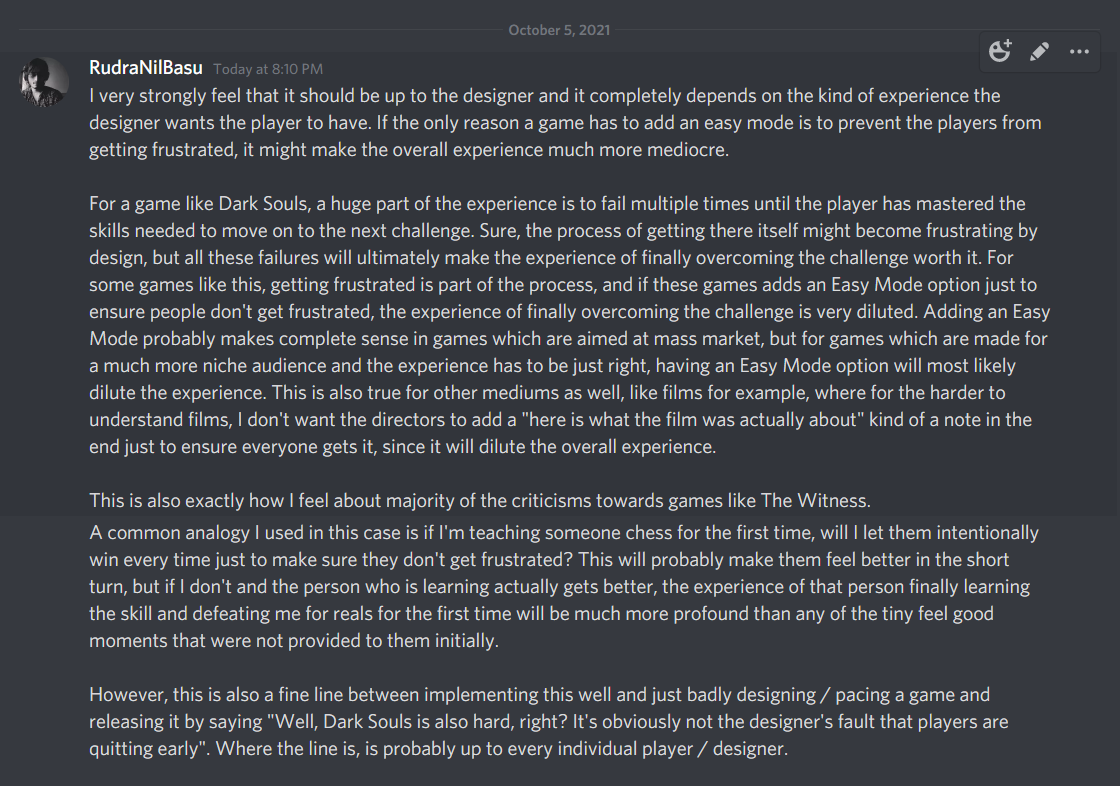 October 5, 2021
RudraNilBasu Today at 8:10 PM
I very strongly feel that it should be up to the designer and it completely depends on the kind of experience the
designer wants the player to have. If the only reason a game has to add an easy mode is to prevent the players from
getting frustrated, it might make the overall experience much more mediocre.
For a game like Dark Souls, a huge part of the experience is to fail multiple times until the player has mastered the
skills needed to move on to the next challenge. Sure, the process of getting there itself might become frustrating by
design, but all these failures will ultimately make the experience of finally overcoming the challenge worth it. For
some games like this, getting frustrated is part of the process, and if these games adds an Easy Mode option just to
ensure people don't get frustrated, the experience of finally overcoming the challenge is very diluted. Adding an Easy
Mode probably makes complete sense in games which are aimed at mass market, but for games which are made for
a much more niche audience and the experience has to be just right, having an Easy Mode option will most likely
dilute the experience. This is also true for other mediums as well, like films for example, where for the harder to
understand films, I don't want the directors to add a "here is what the film was actually about" kind of a note in the
end just to ensure everyone gets it, since it will dilute the overall experience.
This is also exactly how I feel about majority of the criticisms towards games like The Witness.
A common analogy I used in this case is if I'm teaching someone chess for the first time, will I let them intentionally
win every time just to make sure they don't get frustrated? This will probably make them feel better in the short
turn, but if I don't and the person who is learning actually gets better, the experience of that person finally learning
the skill and defeating me for reals for the first time will be much more profound than any of the tiny feel good
moments that were not provided to them initially.
However, this is also a fine line between implementing this well and just badly designing / pacing a game and
releasing it by saying "Well, Dark Souls is also hard, right? It's obviously not the designer's fault that players are
quitting early". Where the line is, is probably up to every individual player / designer.